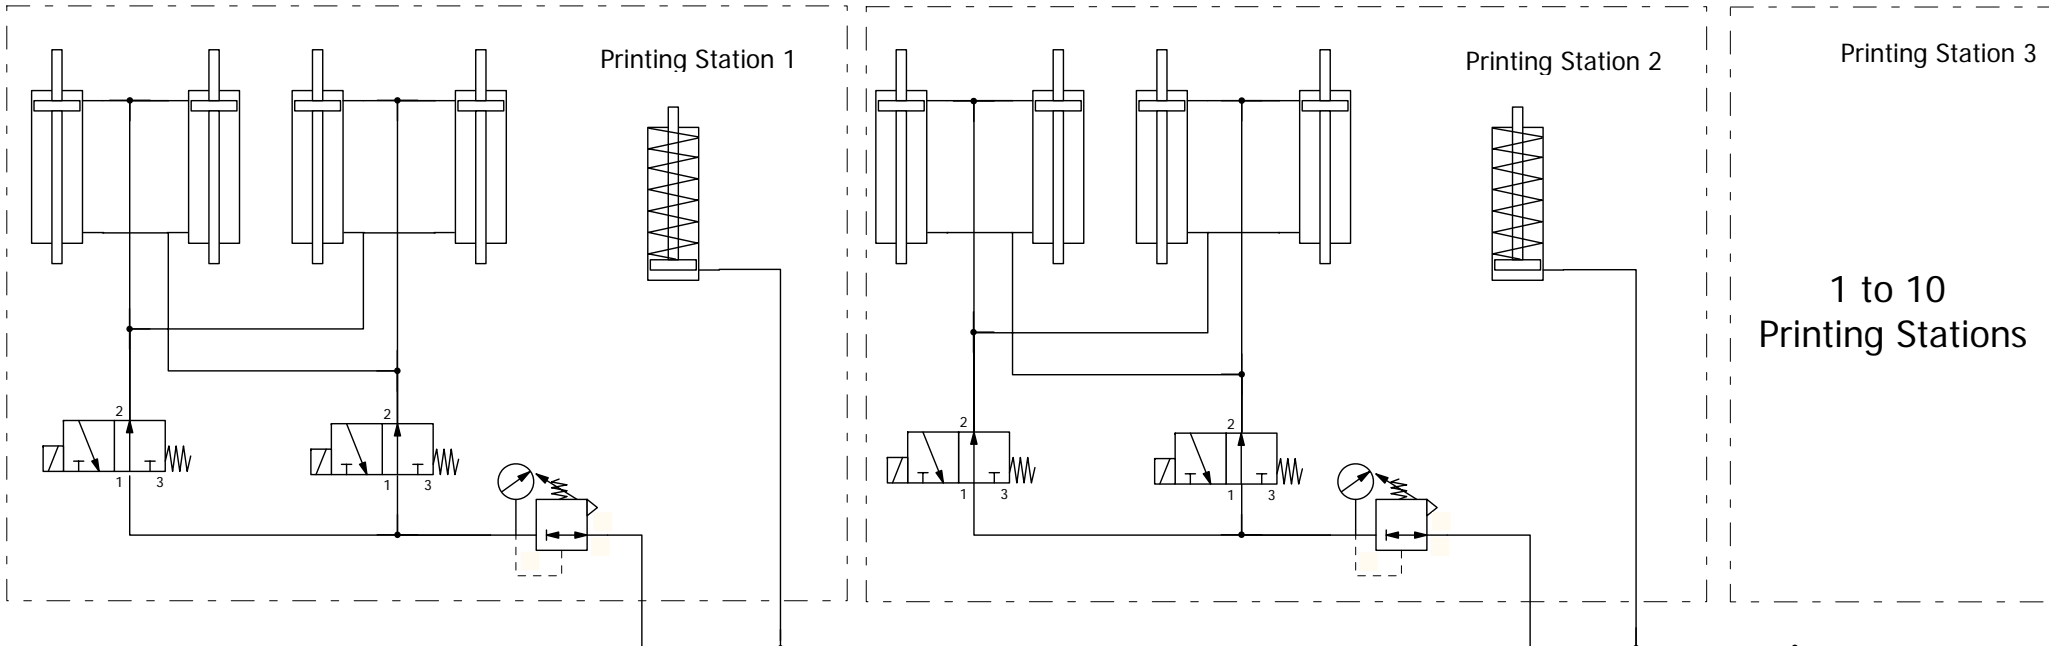 Printing Station 1
Printing Station 2
Printing Station 3
1 to 10
Printing Stations
2
1
3
2
1
3
2
1
3
2
1
3